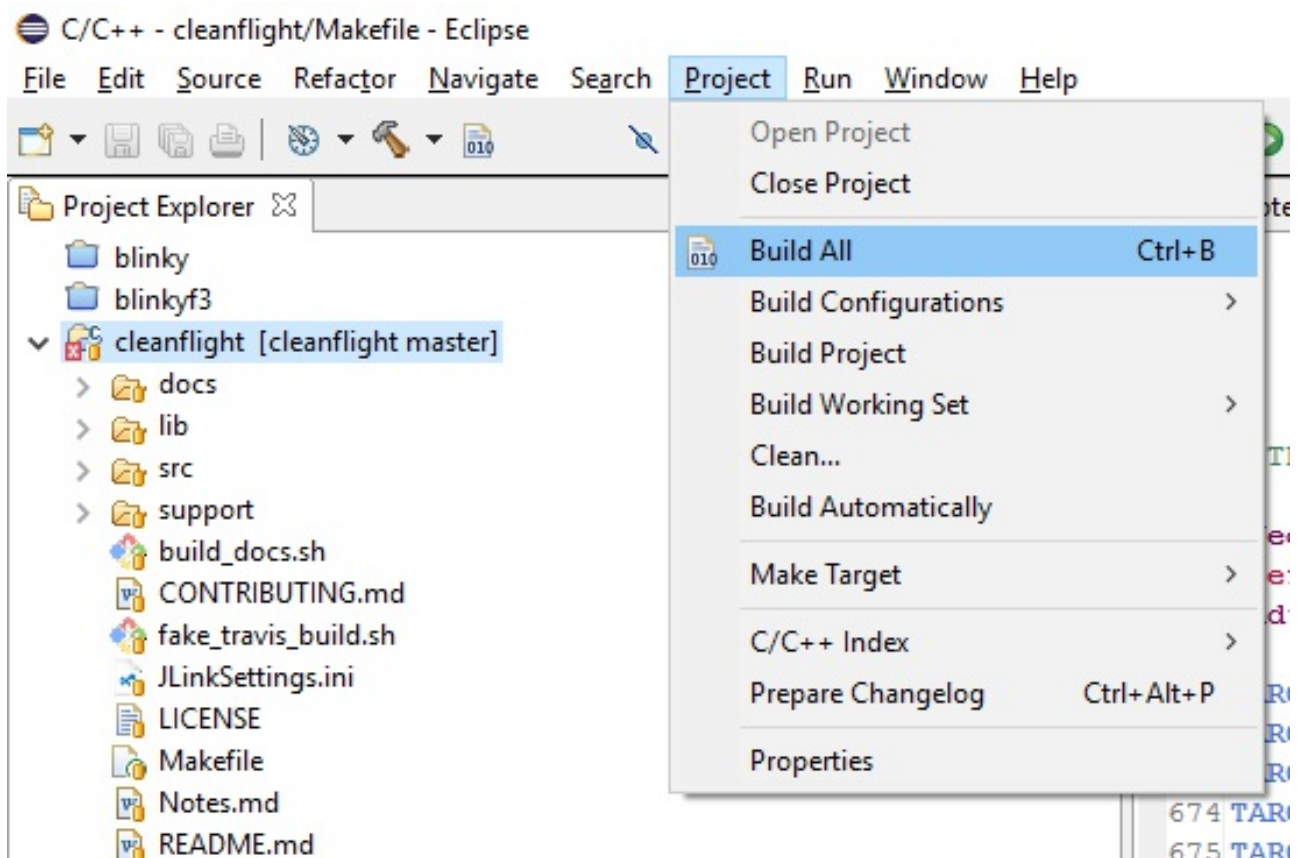 C/C++ - cleanflight/Makefile - Eclipse
File Edit Source Refactor Navigate Search Project Run Window Help
010
Project Explorer
blinky
blinkyf3
cleanflight [cleanflight master]
docs
lib
src
support
build_docs.sh
CONTRIBUTING.md
fake_travis_build.sh
JLinkSettings.ini
LICENSE
Makefile
Notes.md
README.md
Open Project
Close Project
010 Build All Ctrl+B
Build Configurations >
Build Project
Build Working Set >
Clean...
Build Automatically
Make Target >
C/C++ Index >
Prepare Changelog Ctrl+Alt+P
Properties
674
675